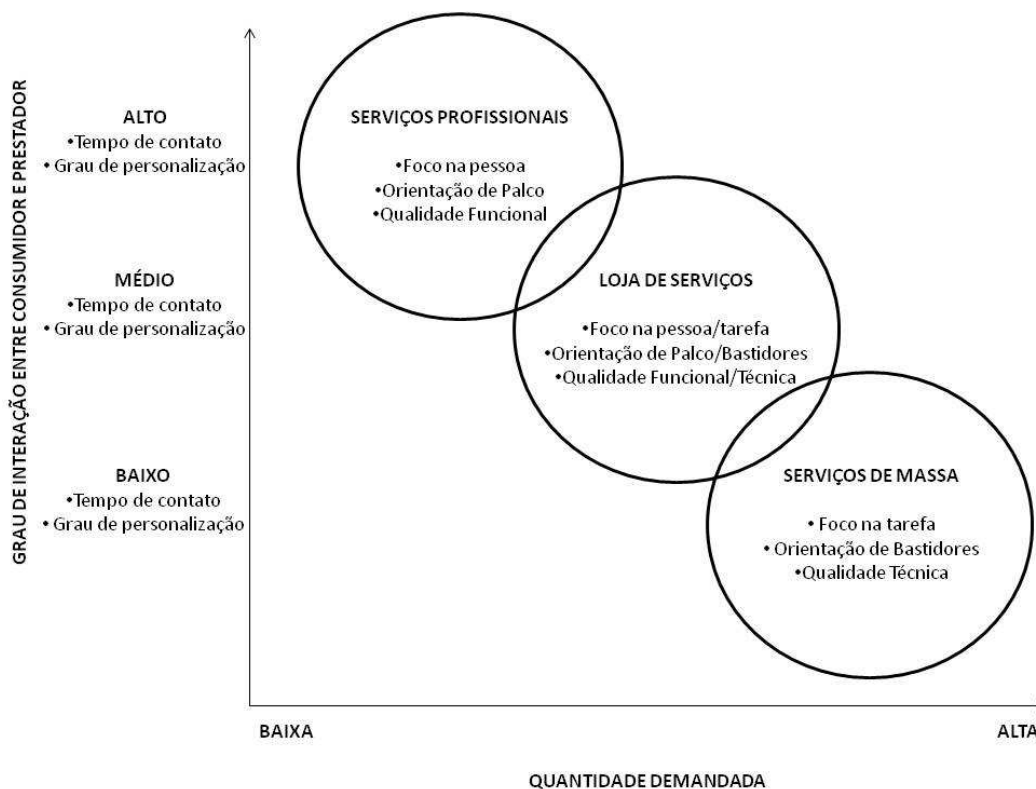 GRAU DE INTERAÇÃO ENTRE CONSUMIDOR E PRESTADOR
ALTO
•Tempo de contato
• Grau de personalização
MÉDIO
•Tempo de contato
• Grau de personalização
BAIXO
•Tempo de contato
• Grau de personalização
SERVIÇOS PROFISSIONAIS
•Foco na pessoa
•Orientação de Palco
•Qualidade Funcional
LOJA DE SERVIÇOS
•Foco na pessoa/tarefa
•Orientação de Palco/Bastidores
•Qualidade Funcional/Técnica
SERVIÇOS DE MASSA
• Foco na tarefa
• Orientação de Bastidores
•Qualidade Técnica
BAIXA
ALTA
QUANTIDADE DEMANDADA